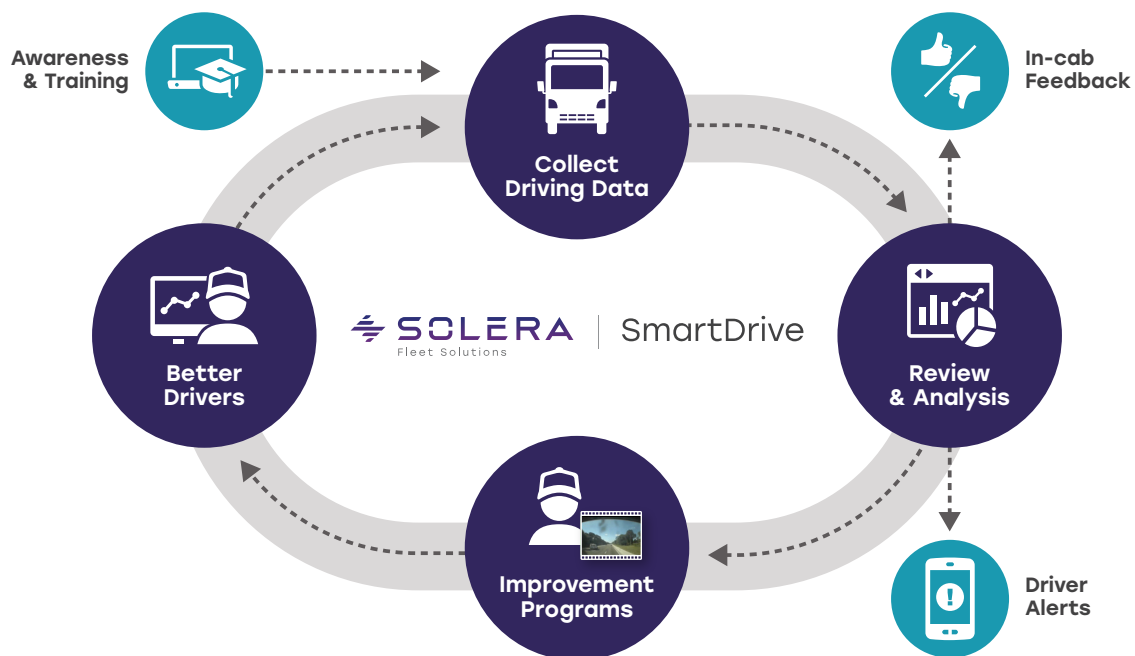 Awareness
& Training
In-cab
Feedback
Collect
Driving Data
SOLERA
Fleet Solutions
SmartDrive
Better
Drivers
Review
& Analysis
Improvement
Programs
Driver
Alerts